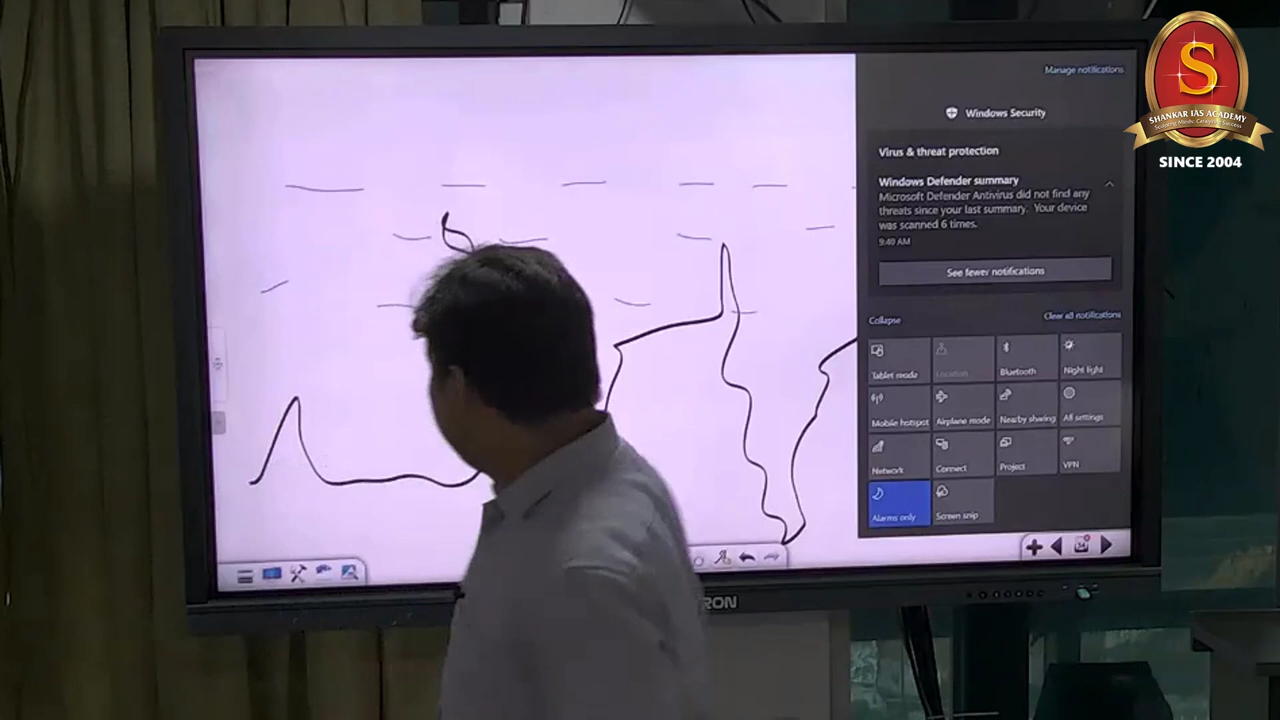 Manage notifications
Windows Security
Virus & threat protection
Windows Defender summary
Microsoft Defender Antivirus did not find any
threats since your last summary. Your device
was scanned 6 times.
9:40 AM
See fewer notifications
Collapse
Clear all notifications
Tablet mode
Location
Bluetooth
Night light
Mobile hotspot
Airplane mode
Nearby sharing
All settings
Network
Connect
Project
VPN
Alarms only
Screen snip
RON
S
SHANKAR IAS ACADEMY
SINCE 2004